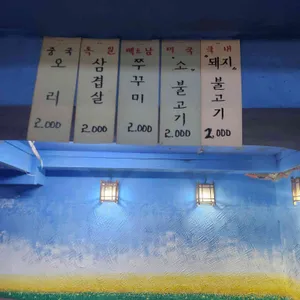 중국
오리
2.000
독일
삼겹살
2.000
베트남
쭈꾸미
2.000
미국
소불고기
2.000
국내
돼지불고기
2.000